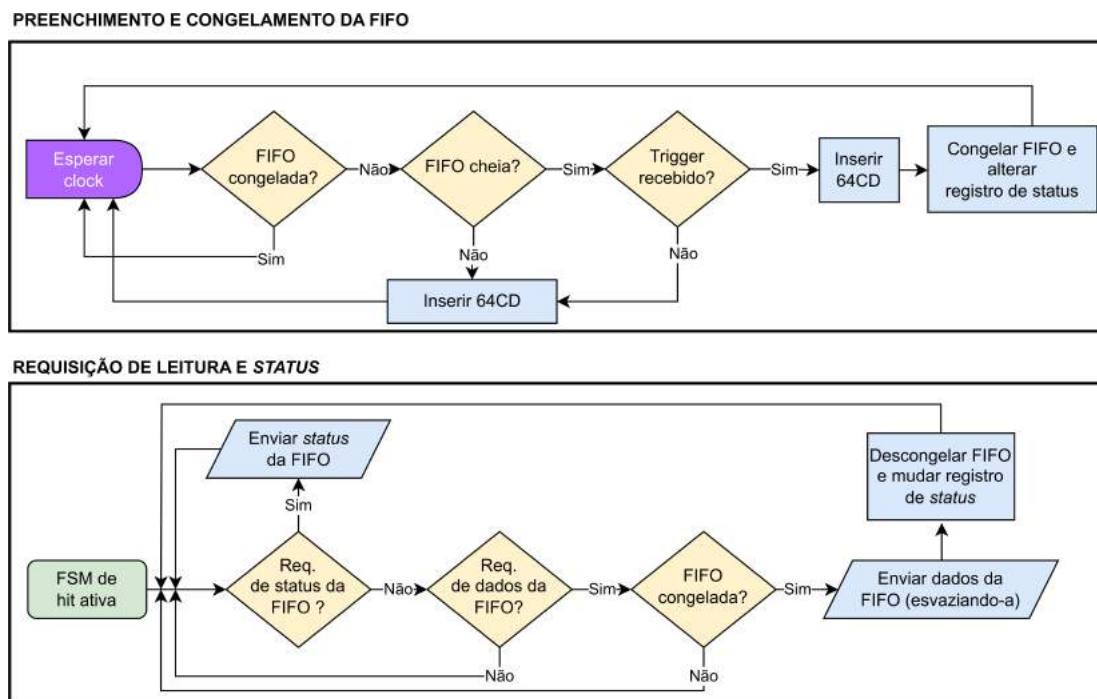 PREENCHIMENTO E CONGELAMENTO DA FIFO
Esperar
clock
FIFO
congelada?
Não
FIFO cheia?
Sim
Trigger
recebido?
Sim
Inserir
64CD
Congelar FIFO e
alterar
registro de status
Sim
Não
Não
Inserir 64CD
REQUISIÇÃO DE LEITURA E STATUS
Enviar status
da FIFO
Descongelar FIFO
e mudar registro
de status
Sim
FSM de
hit ativa
Req.
de status da
FIFO ?
Não
Req.
de dados da
FIFO?
Sim
FIFO
congelada?
Sim
Enviar dados da
FIFO (esvaziando-a)
Não
Não